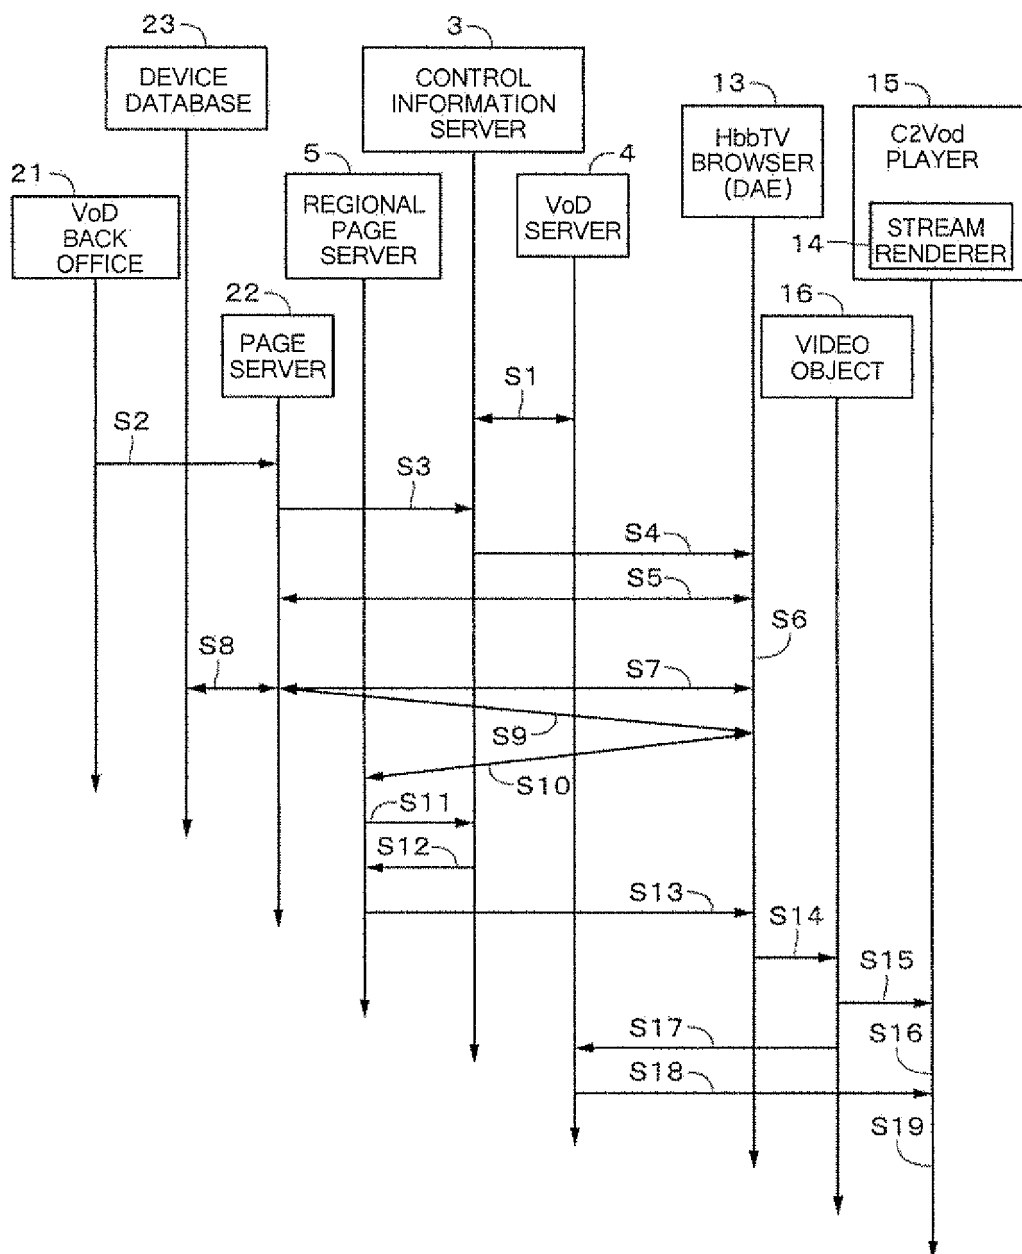 23
DEVICE
DATABASE
3
CONTROL
INFORMATION
SERVER
13
HbbTV
BROWSER
(DAE)
15
C2Vod
PLAYER
14
STREAM
RENDERER
21
VoD
BACK
OFFICE
5
REGIONAL
PAGE
SERVER
4
VoD
SERVER
22
PAGE
SERVER
16
VIDEO
OBJECT
S1
S2
S3
S4
S5
S6
S8
S7
S9
S10
S11
S12
S13
S14
S15
S17
S16
S18
S19